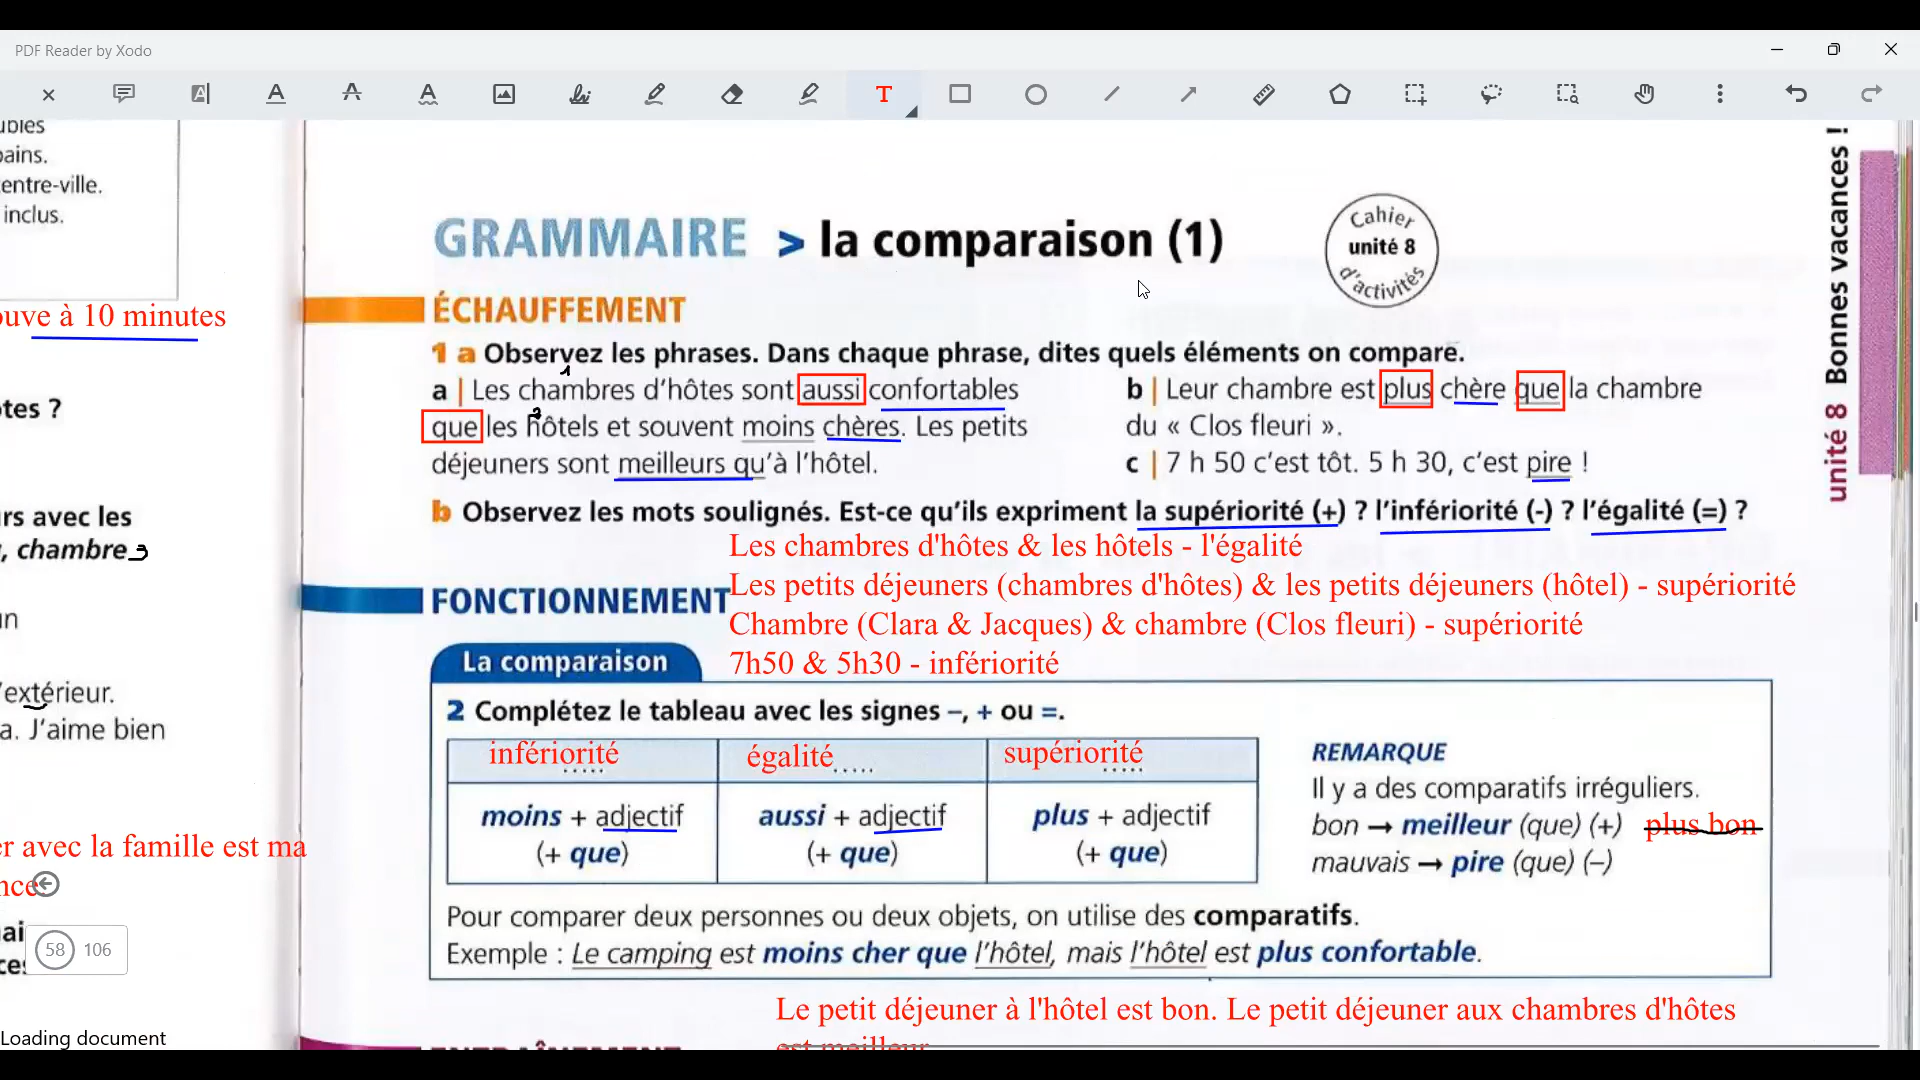 PDF Reader by Xodo
ubles
pains.
entre-ville.
inclus.
ouve à 10 minutes
otes ?
rs avec les
, chambre 3
un
'extérieur.
a. J'aime bien
er avec la famille est ma
nce
58 106
Loading document
GRAMMAIRE > la comparaison (1)
Cahier
unité 8
d'activités
ÉCHAUFFEMENT
1 a Observez les phrases. Dans chaque phrase, dites quels éléments on compare.
a | Les chambres d'hôtes sont aussi confortables
que les hôtels et souvent moins chères. Les petits
déjeuners sont meilleurs qu'à l'hôtel.
b | Leur chambre est plus chère que la chambre
du « Clos fleuri ».
c | 7 h 50 c'est tôt. 5 h 30, c'est pire !
b Observez les mots soulignés. Est-ce qu'ils expriment la supériorité (+) ? l'infériorité (-) ? l'égalité (=) ?
Les chambres d'hôtes & les hôtels - l'égalité
Les petits déjeuners (chambres d'hôtes) & les petits déjeuners (hôtel) - supériorité
Chambre (Clara & Jacques) & chambre (Clos fleuri) - supériorité
7h50 & 5h30 - infériorité
FONCTIONNEMENT
La comparaison
2 Complétez le tableau avec les signes –, + ou =.
infériorité ..... égalité ..... supériorité .....
moins + adjectif
(+ que)
aussi + adjectif
(+ que)
plus + adjectif
(+ que)
REMARQUE
Il y a des comparatifs irréguliers.
bon → meilleur (que) (+) plus bon
mauvais → pire (que) (–)
Pour comparer deux personnes ou deux objets, on utilise des comparatifs.
Exemple : Le camping est moins cher que l'hôtel, mais l'hôtel est plus confortable.
Le petit déjeuner à l'hôtel est bon. Le petit déjeuner aux chambres d'hôtes
est meilleur
ENTRAÎNEMENT
unité 8 Bonnes vacances !